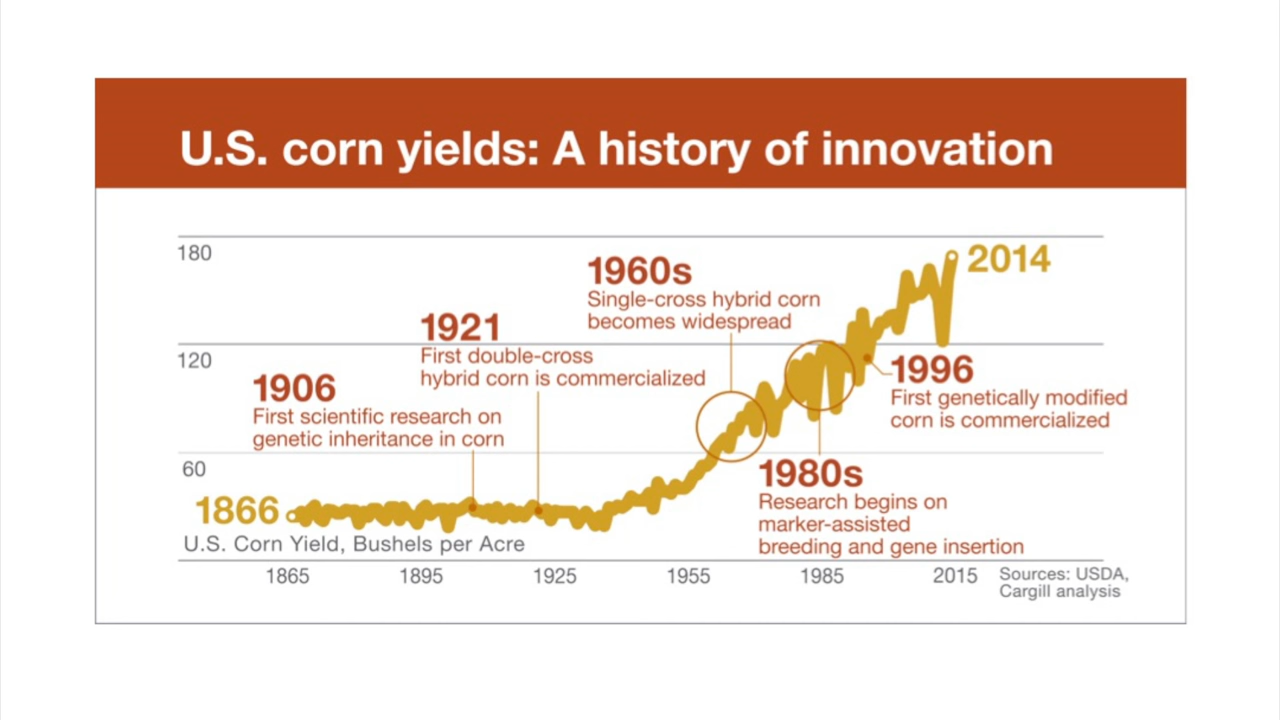 U.S. corn yields: A history of innovation
180
2014
1960s
Single-cross hybrid corn
becomes widespread
1921
First double-cross
hybrid corn is commercialized
120
1906
First scientific research on
genetic inheritance in corn
1996
First genetically modified
corn is commercialized
60
1980s
Research begins on
marker-assisted
breeding and gene insertion
1866
U.S. Corn Yield, Bushels per Acre
1865 1895 1925 1955 1985 2015
Sources: USDA,
Cargill analysis